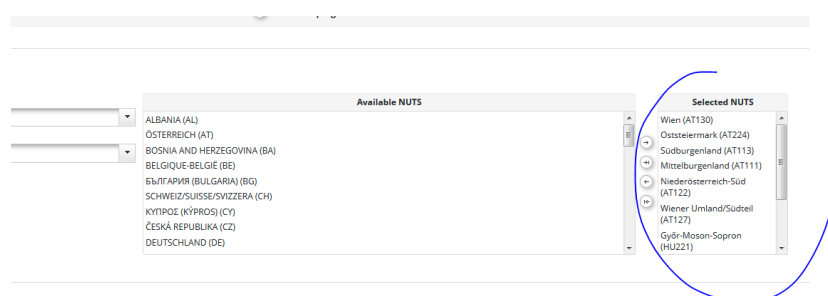 Available NUTS
ALBANIA (AL)
ÖSTERREICH (AT)
BOSNIA AND HERZEGOVINA (BA)
BELGIQUE-BELGIË (BE)
БЪЛГАРИЯ (BULGARIA) (BG)
SCHWEIZ/SUISSE/SVIZZERA (CH)
ΚΥΠΡΟΣ (KÝPROS) (CY)
ČESKÁ REPUBLIKA (CZ)
DEUTSCHLAND (DE)
Selected NUTS
Wien (AT130)
Oststeiermark (AT224)
Südburgenland (AT113)
Mittelburgenland (AT111)
Niederösterreich-Süd
(AT122)
Wiener Umland/Südteil
(AT127)
Győr-Moson-Sopron
(HU221)